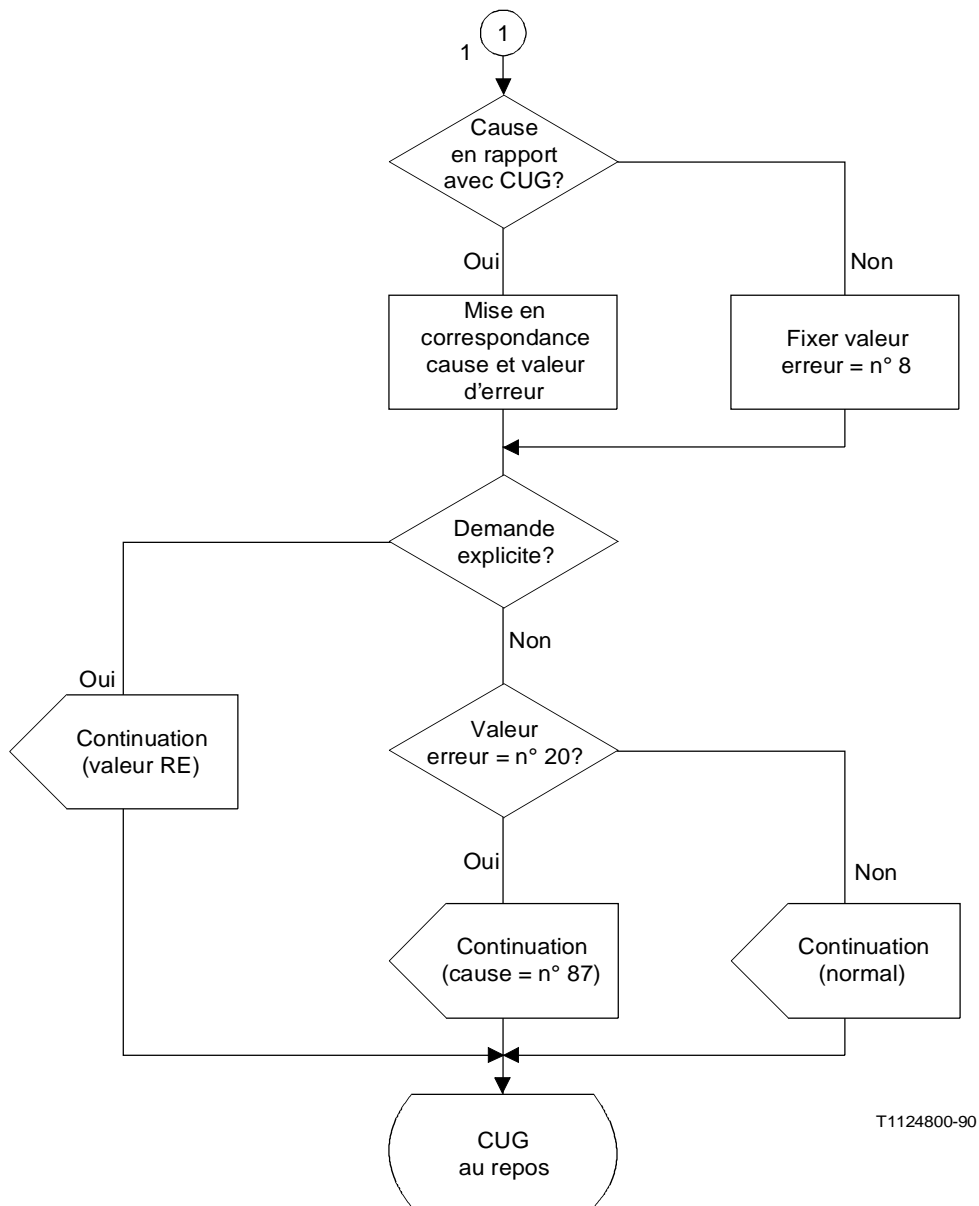 1
1
Cause
en rapport
avec CUG?
Oui
Non
Mise en
correspondance
cause et valeur
d'erreur
Fixer valeur
erreur = n° 8
Demande
explicite?
Non
Oui
Continuation
(valeur RE)
Valeur
erreur = n° 20?
Oui
Non
Continuation
(cause = n° 87)
Continuation
(normal)
T1124800-90
CUG
au repos